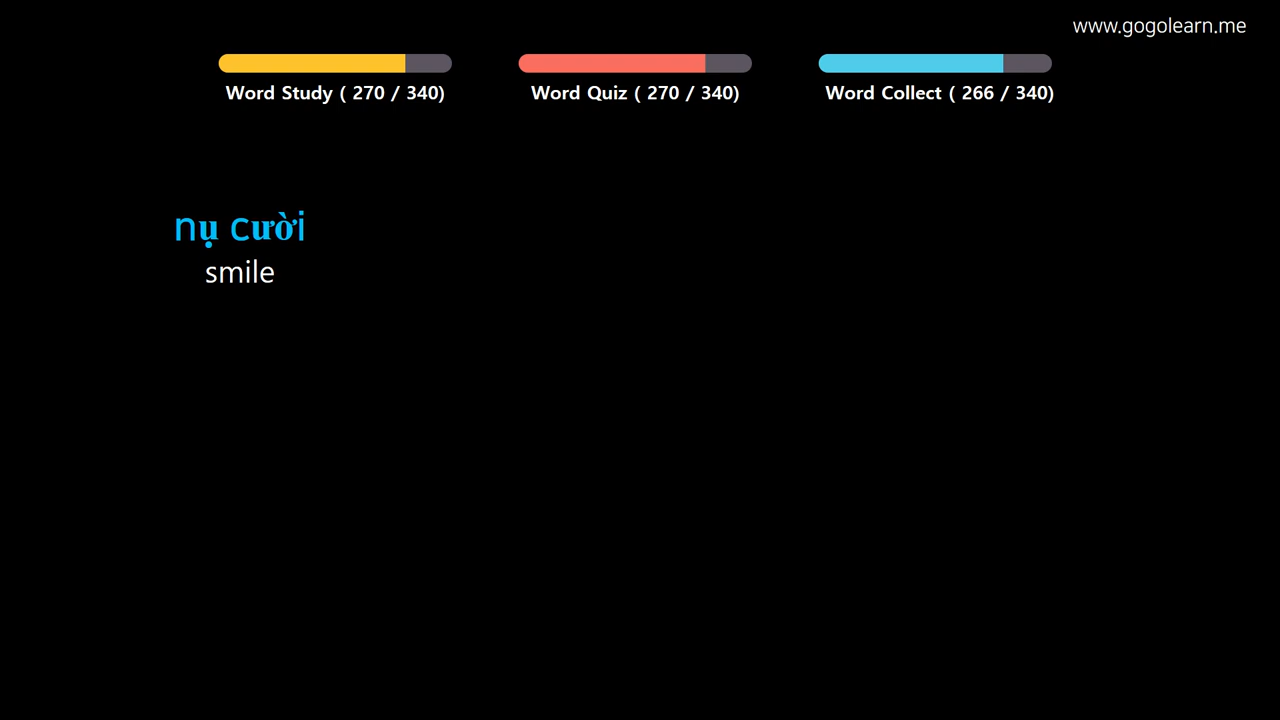 www.gogolearn.me
Word Study ( 270 / 340)
Word Quiz ( 270 / 340)
Word Collect ( 266 / 340)
nụ cười
smile